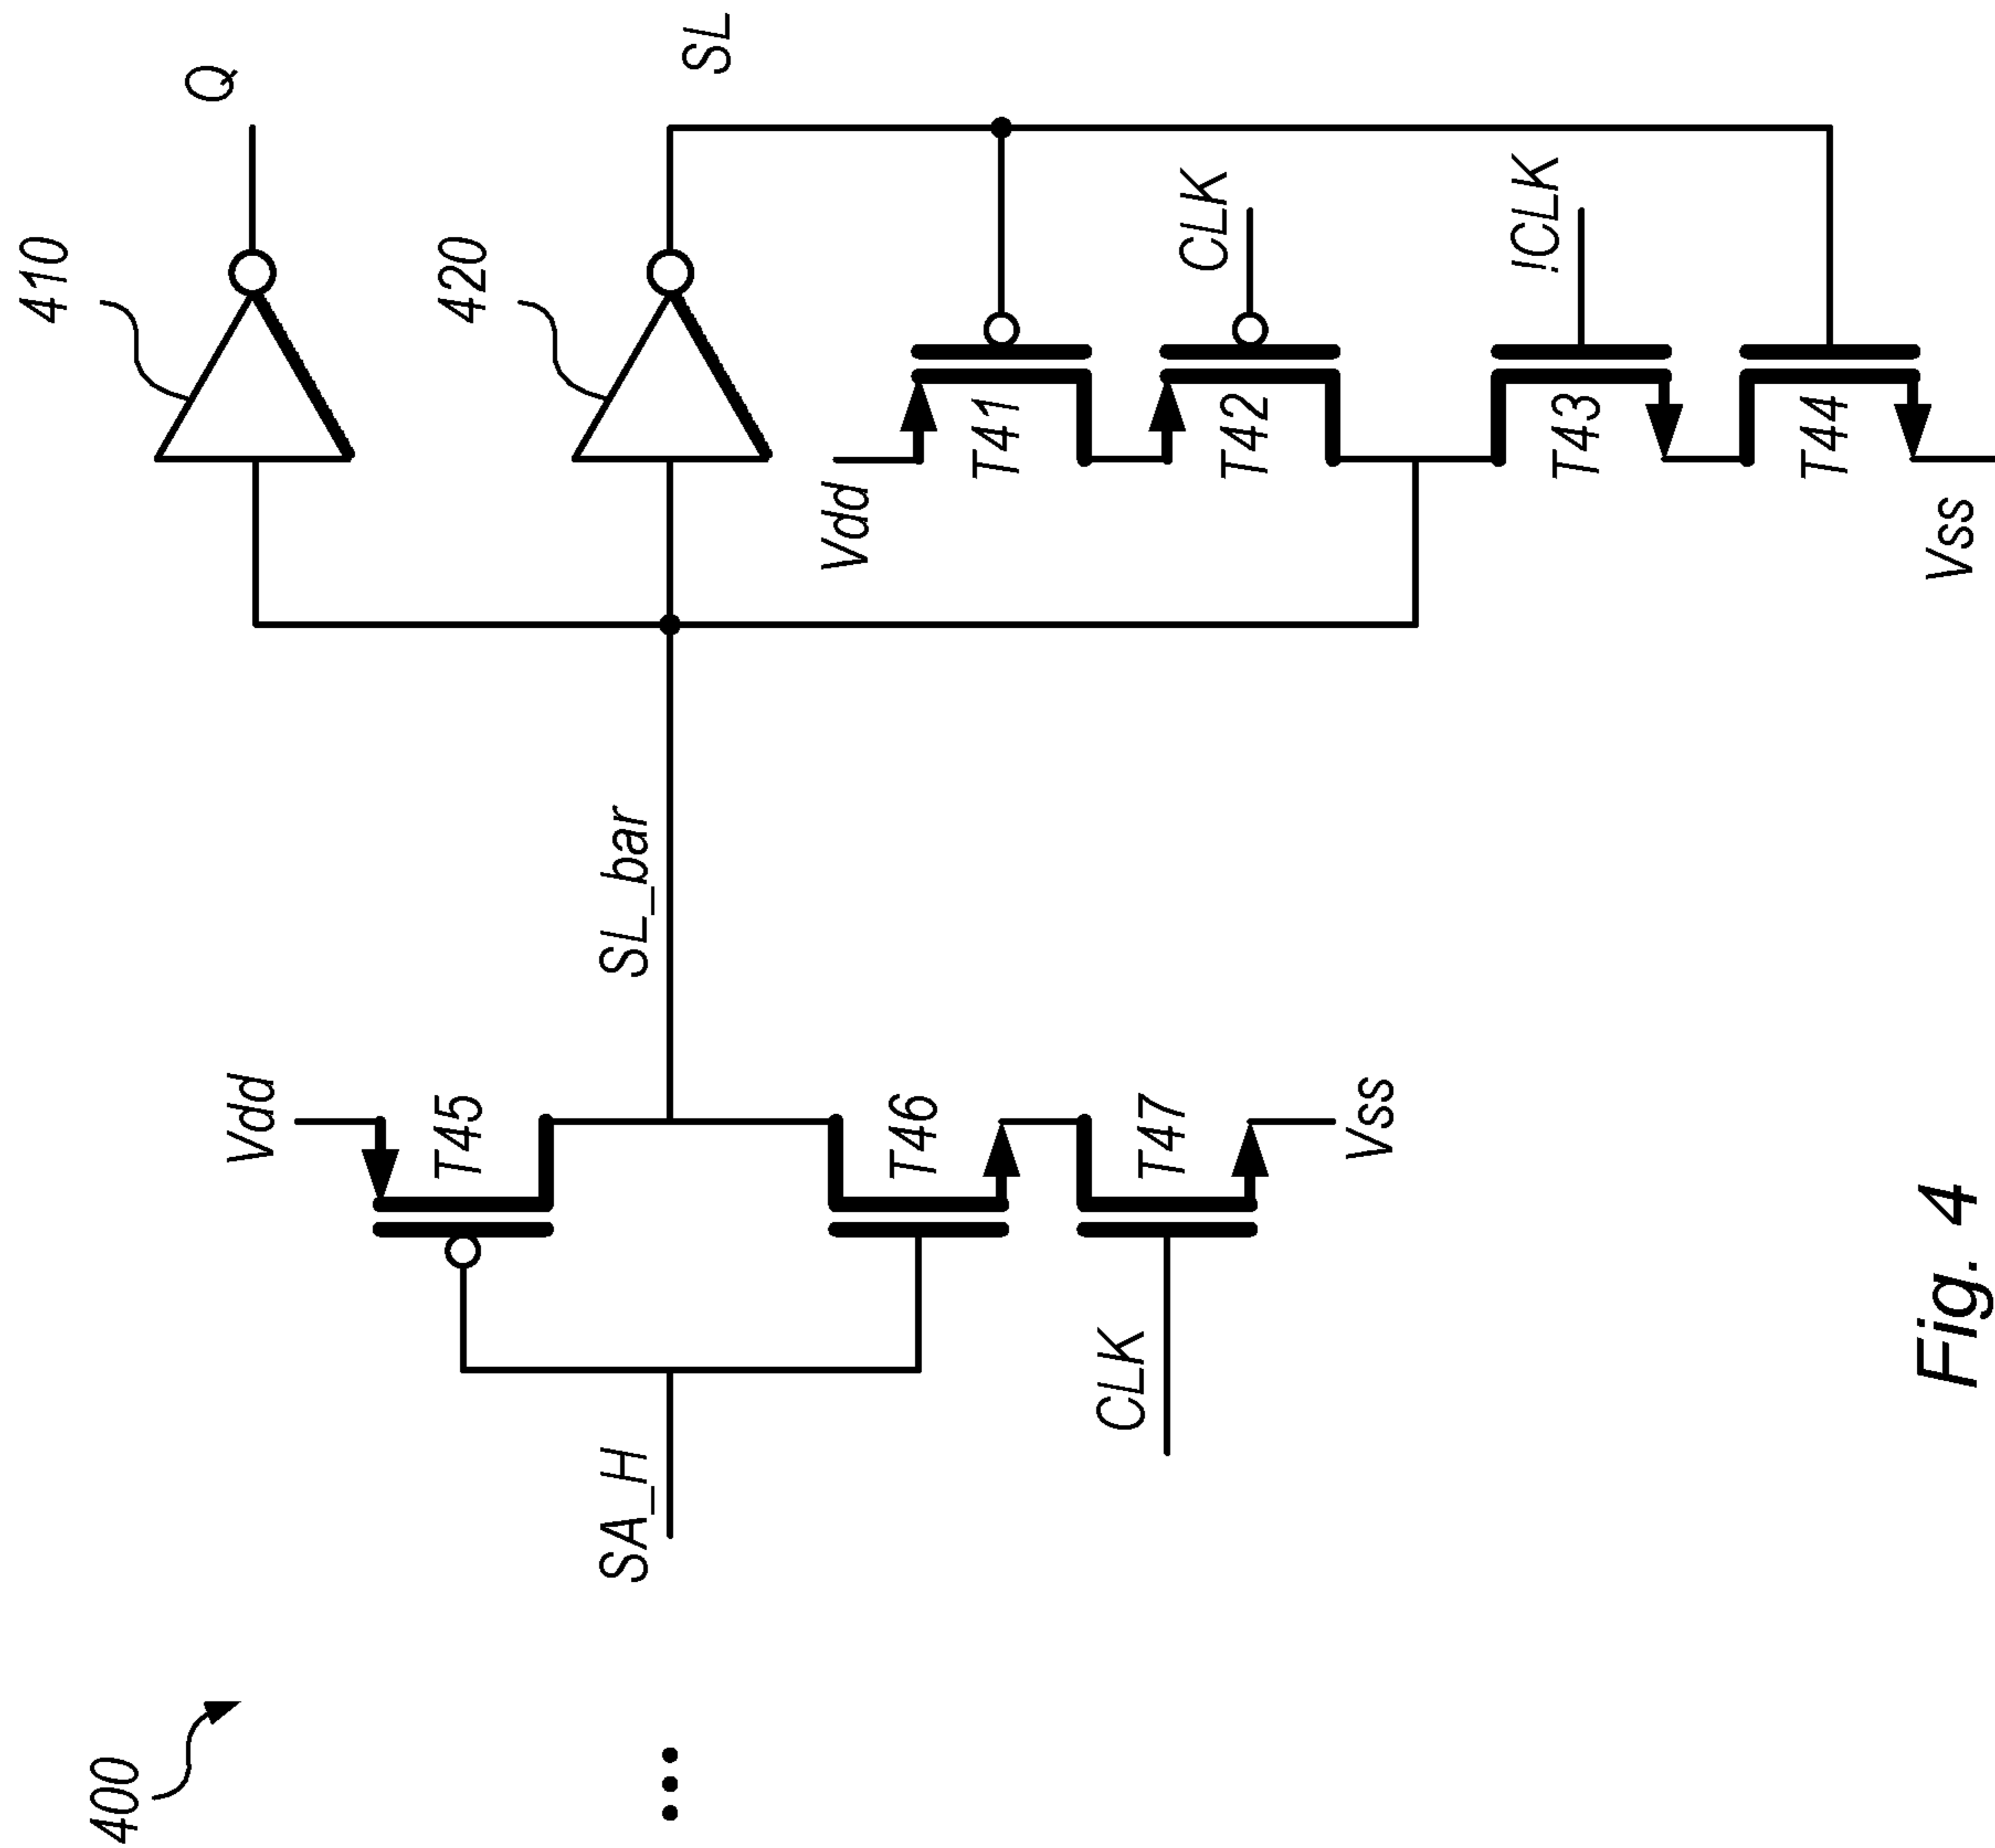 400
SA_H
CLK
Vdd
T45
T46
T47
Vss
SL_bar
410
Q
420
SL
Vdd
T41
T42
CLK
T43
!CLK
T44
Vss
Fig. 4